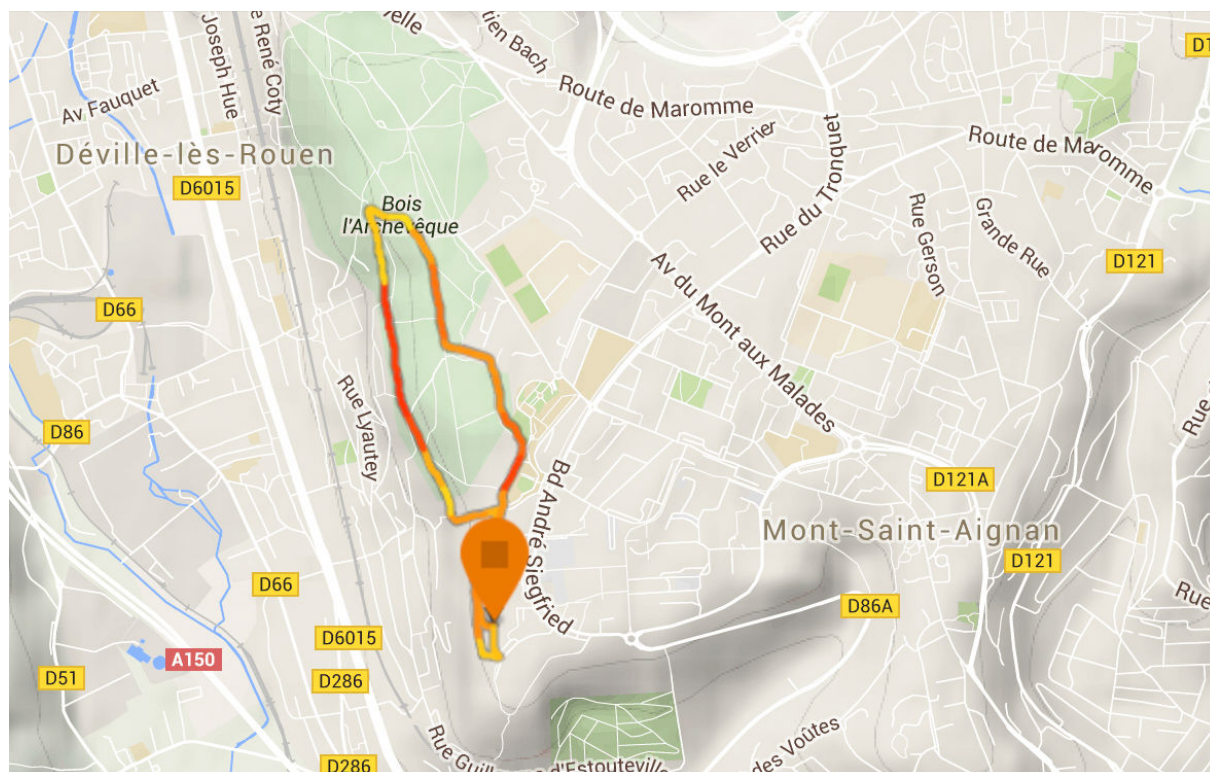 Rue du Tronquet
Route de Maromme
Av Fauquet
Joseph Hue
René Coty
Déville-lès-Rouen
D6015
Route de Maromme
Rue le Verrier
Bois
l'Archevêque
Rue Gerson
Grande Rue
D121
Av du Mont aux Malades
D66
Rue Lyautey
D86
D121A
Bd André Siegfried
Mont-Saint-Aignan
D121
D66
D86A
Rue
D6015
A150
D51
D286
D286
d'Estouteville
des Voûtes